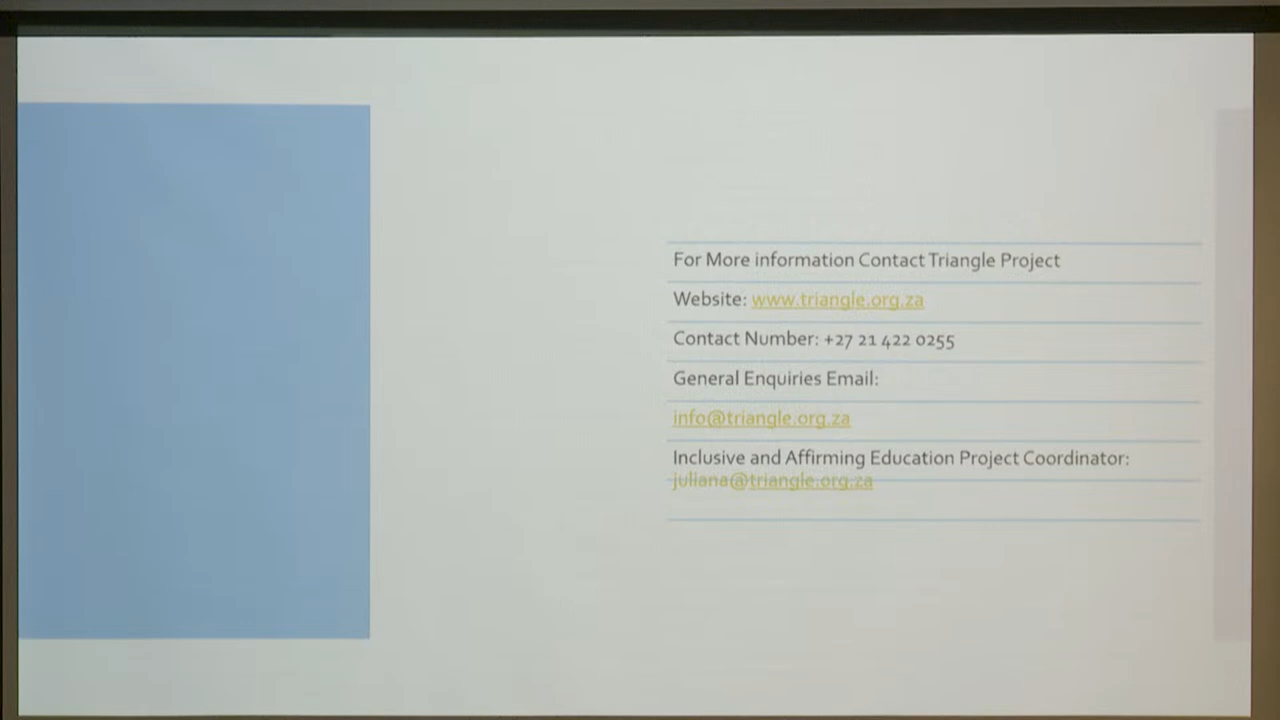 For More information Contact Triangle Project
Website: www.triangle.org.za
Contact Number: +27 21 422 0255
General Enquiries Email:
info@triangle.org.za
Inclusive and Affirming Education Project Coordinator:
juliana@triangle.org.za